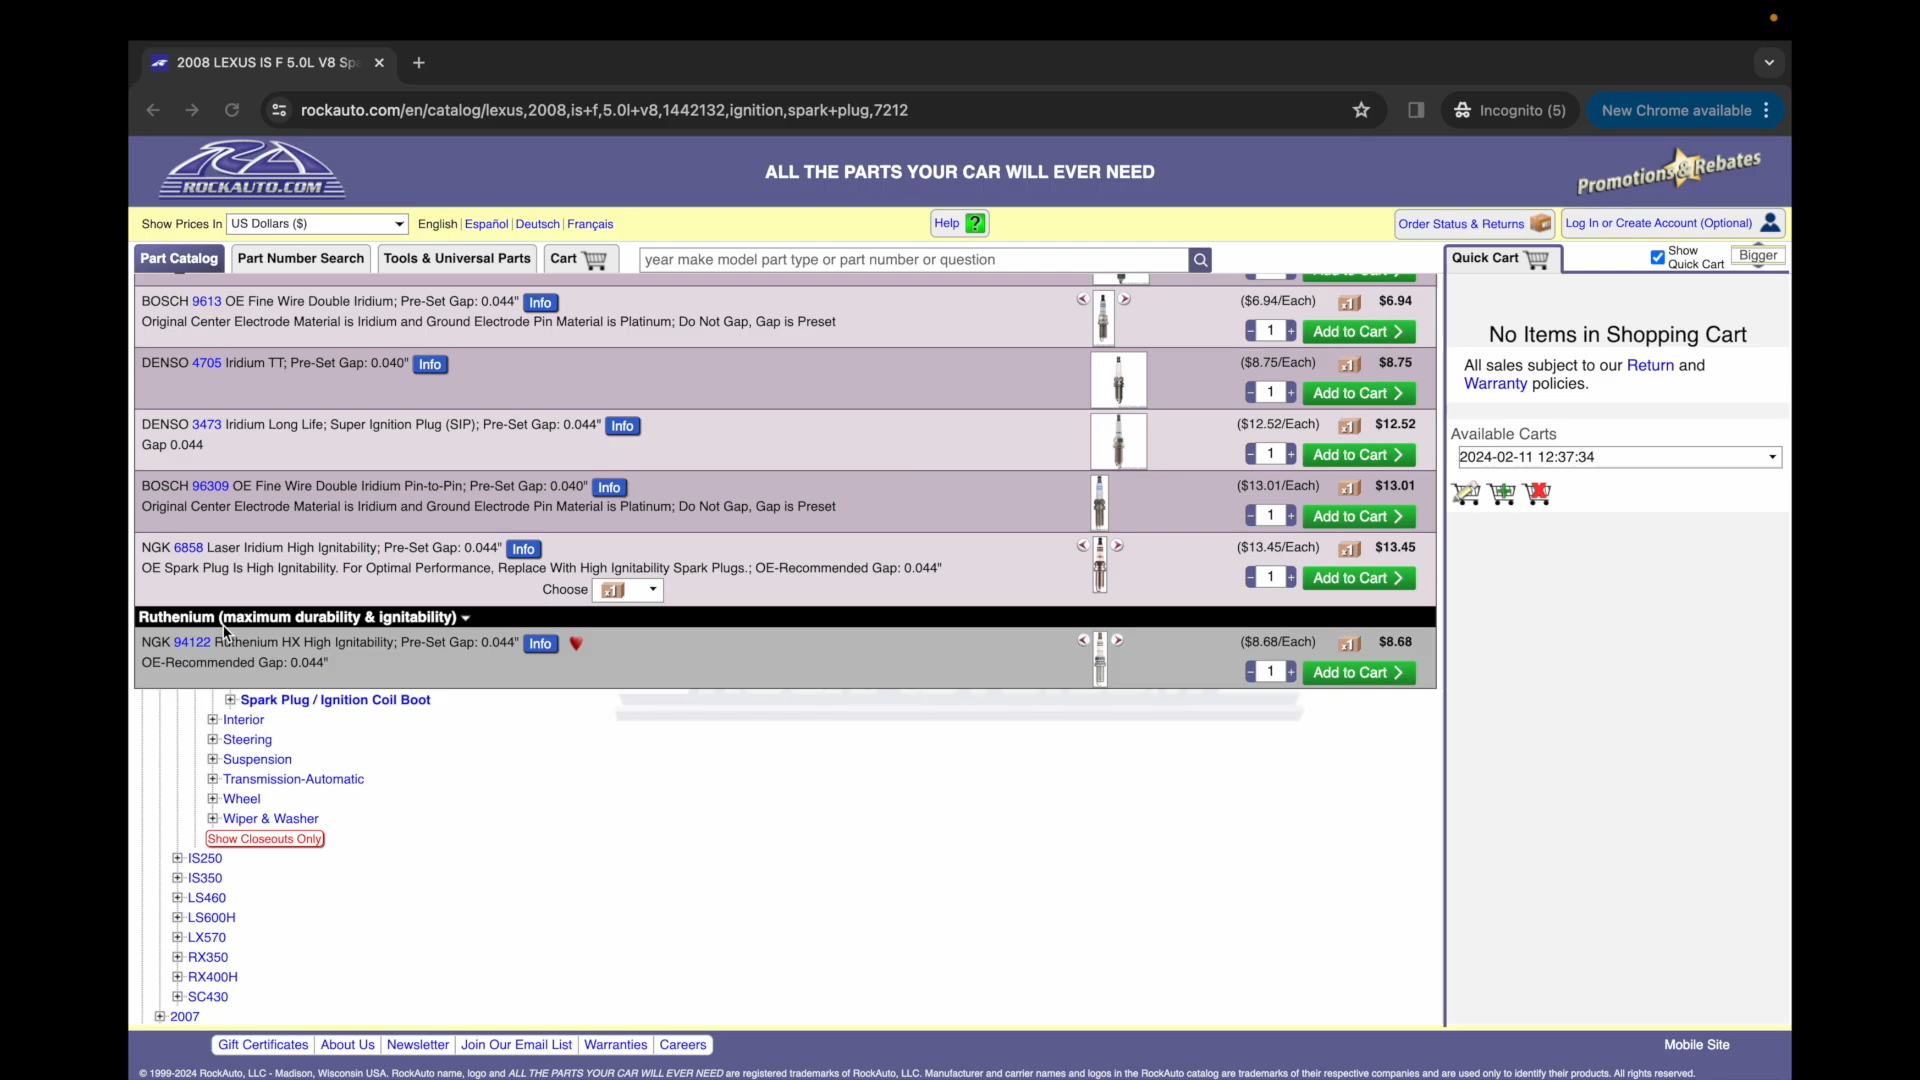 2008 LEXUS IS F 5.0L V8 Sp
rockauto.com/en/catalog/lexus,2008,is+f,5.0l+v8,1442132,ignition,spark+plug,7212
Incognito (5)
New Chrome available
ROCKAUTO.COM
ALL THE PARTS YOUR CAR WILL EVER NEED
Promotions & Rebates
Show Prices In US Dollars ($) English | Español | Deutsch | Français
Help ?
Order Status & Returns
Log In or Create Account (Optional)
Part Catalog
Part Number Search
Tools & Universal Parts
Cart
year make model part type or part number or question
Quick Cart
Show Quick Cart
Bigger
BOSCH 9613 OE Fine Wire Double Iridium; Pre-Set Gap: 0.044" Info
($6.94/Each) x1 $6.94
Original Center Electrode Material is Iridium and Ground Electrode Pin Material is Platinum; Do Not Gap, Gap is Preset
- 1 + Add to Cart
DENSO 4705 Iridium TT; Pre-Set Gap: 0.040" Info
($8.75/Each) x1 $8.75
- 1 + Add to Cart
DENSO 3473 Iridium Long Life; Super Ignition Plug (SIP); Pre-Set Gap: 0.044" Info
($12.52/Each) x1 $12.52
Gap 0.044
- 1 + Add to Cart
BOSCH 96309 OE Fine Wire Double Iridium Pin-to-Pin; Pre-Set Gap: 0.040" Info
($13.01/Each) x1 $13.01
Original Center Electrode Material is Iridium and Ground Electrode Pin Material is Platinum; Do Not Gap, Gap is Preset
- 1 + Add to Cart
NGK 6858 Laser Iridium High Ignitability; Pre-Set Gap: 0.044" Info
($13.45/Each) x1 $13.45
OE Spark Plug Is High Ignitability. For Optimal Performance, Replace With High Ignitability Spark Plugs.; OE-Recommended Gap: 0.044"
- 1 + Add to Cart
Choose x1
Ruthenium (maximum durability & ignitability)
NGK 94122 Ruthenium HX High Ignitability; Pre-Set Gap: 0.044" Info
($8.68/Each) x1 $8.68
OE-Recommended Gap: 0.044"
- 1 + Add to Cart
Spark Plug / Ignition Coil Boot
Interior
Steering
Suspension
Transmission-Automatic
Wheel
Wiper & Washer
Show Closeouts Only
IS250
IS350
LS460
LS600H
LX570
RX350
RX400H
SC430
2007
No Items in Shopping Cart
All sales subject to our Return and
Warranty policies.
Available Carts
2024-02-11 12:37:34
Gift Certificates | About Us | Newsletter | Join Our Email List | Warranties | Careers
Mobile Site
© 1999-2024 RockAuto, LLC - Madison, Wisconsin USA. RockAuto name, logo and ALL THE PARTS YOUR CAR WILL EVER NEED are registered trademarks of RockAuto, LLC. Manufacturer and carrier names and logos in the RockAuto catalog are trademarks of their respective companies and are used only to identify their products. All rights reserved.